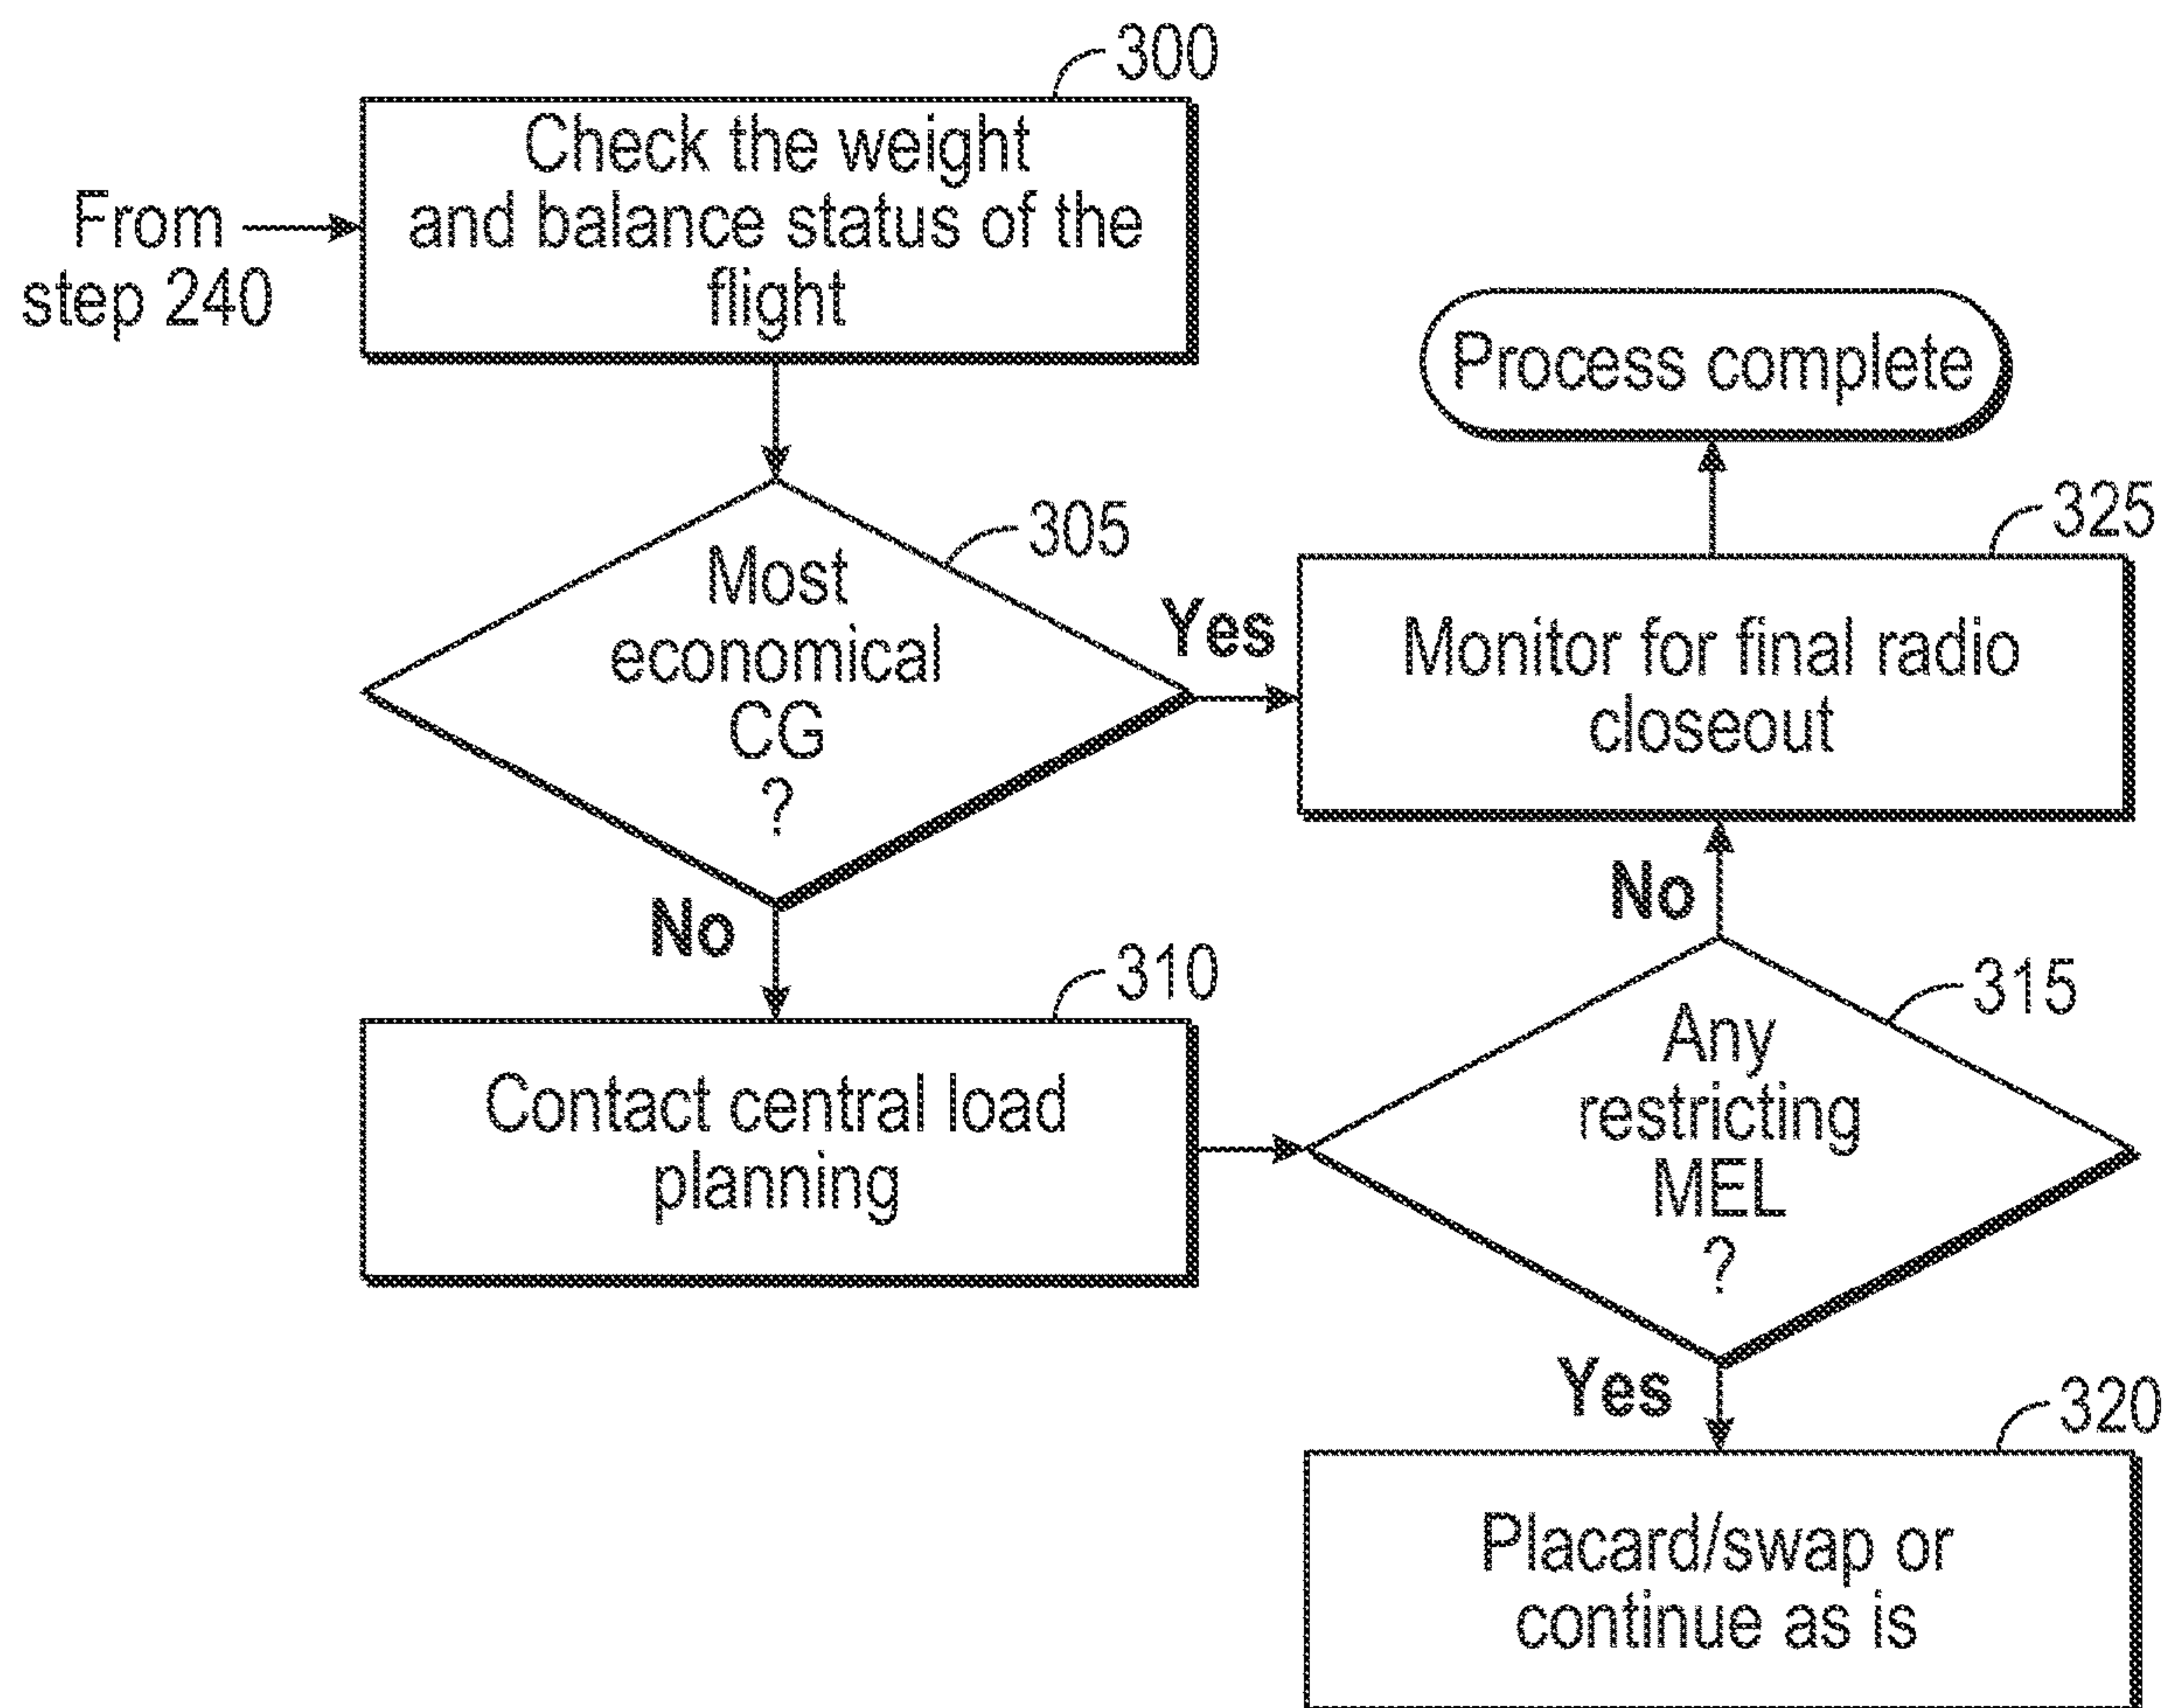 300
Check the weight
and balance status of the
flight
From
step 240
Process complete
305
Most
economical
CG
?
Yes
325
Monitor for final radio
closeout
No
310
Contact central load
planning
No
315
Any
restricting
MEL
?
Yes
320
Placard/swap or
continue as is